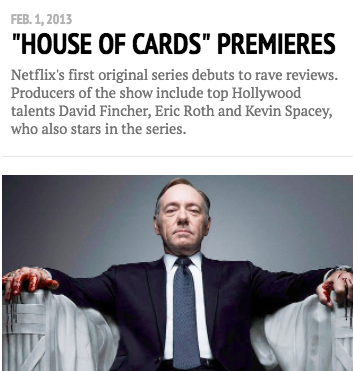 FEB. 1, 2013
"HOUSE OF CARDS" PREMIERES
Netflix's first original series debuts to rave reviews.
Producers of the show include top Hollywood
talents David Fincher, Eric Roth and Kevin Spacey,
who also stars in the series.